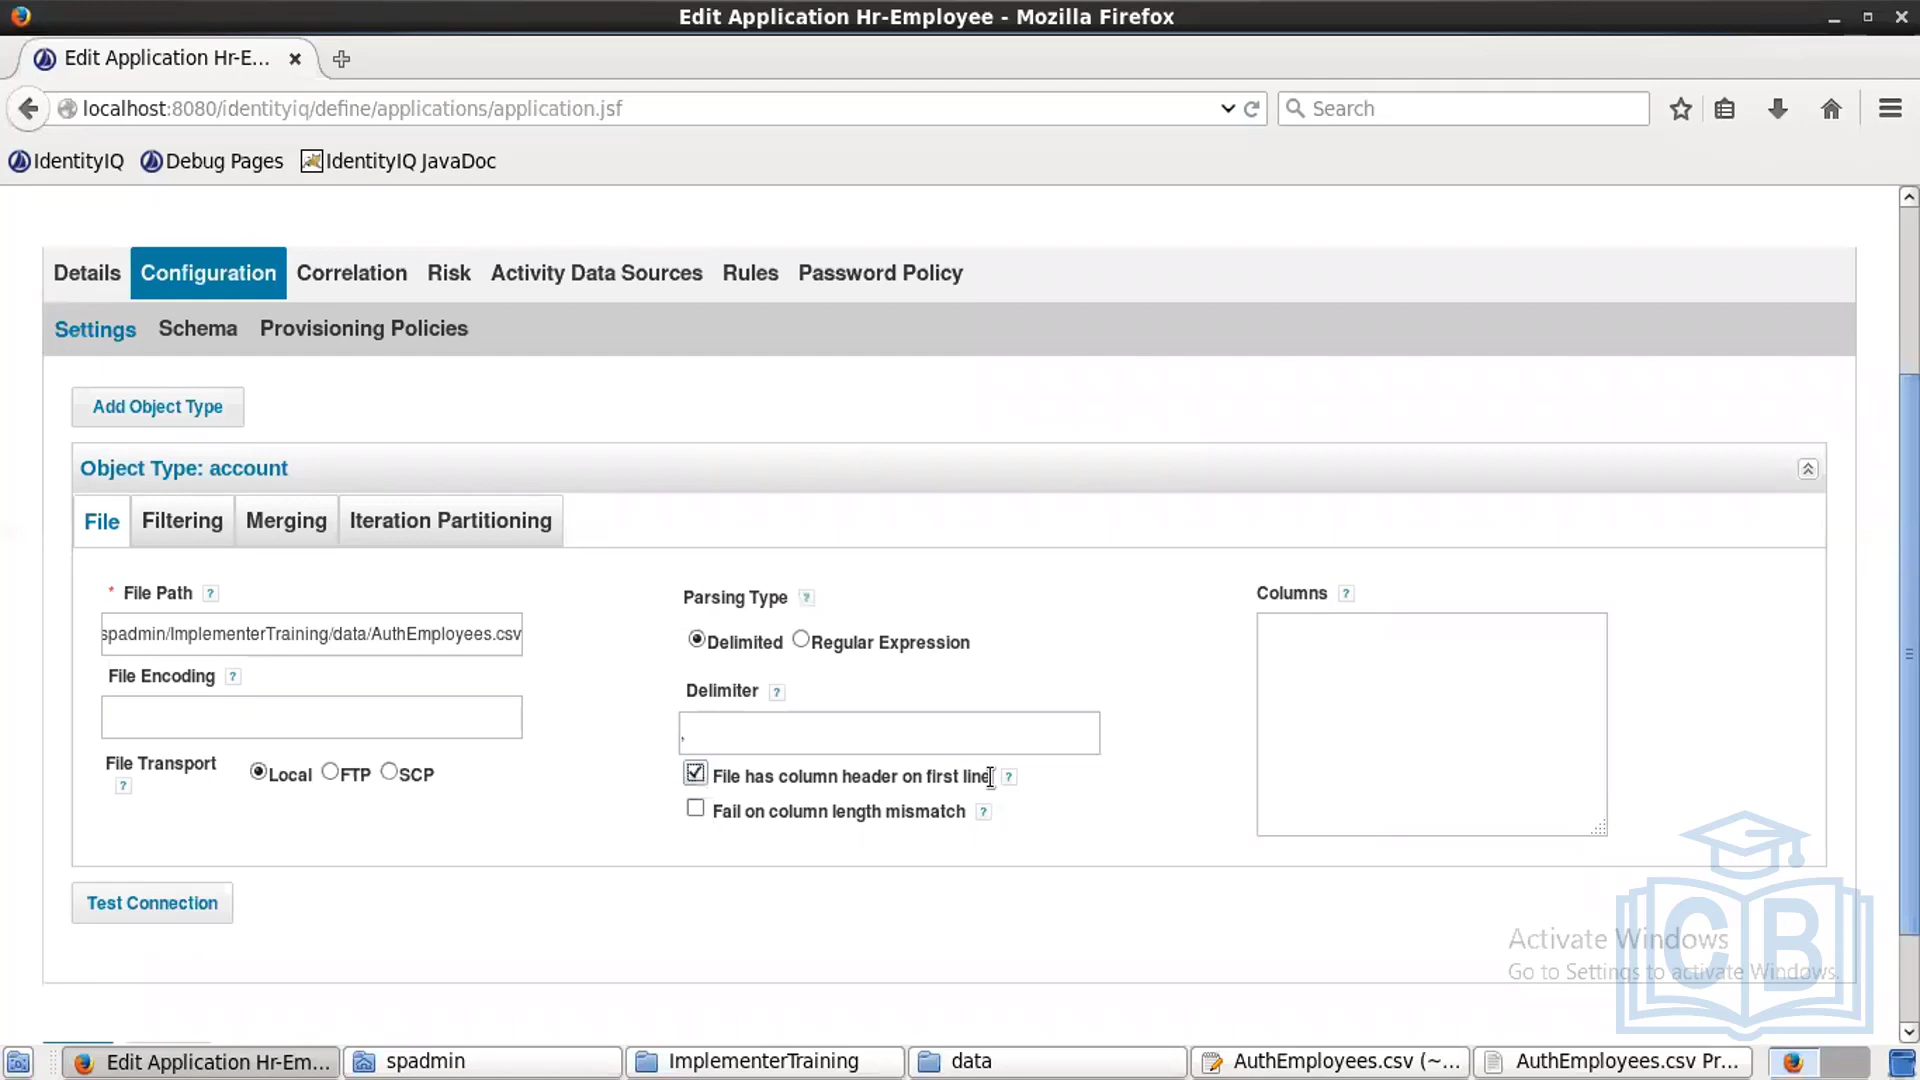 Edit Application Hr-Employee - Mozilla Firefox
Edit Application Hr-E...
localhost:8080/identityiq/define/applications/application.jsf
Search
IdentityIQ Debug Pages IdentityIQ JavaDoc
Details Configuration Correlation Risk Activity Data Sources Rules Password Policy
Settings Schema Provisioning Policies
Add Object Type
Object Type: account
File Filtering Merging Iteration Partitioning
* File Path ?
spadmin/ImplementerTraining/data/AuthEmployees.csv
File Encoding ?
File Transport ?
Local FTP SCP
Parsing Type ?
Delimited Regular Expression
Delimiter ?
,
File has column header on first line ?
Fail on column length mismatch ?
Columns ?
Test Connection
Activate Windows
Go to Settings to activate Windows.
CB
Edit Application Hr-Em... spadmin ImplementerTraining data AuthEmployees.csv (~... AuthEmployees.csv Pr...